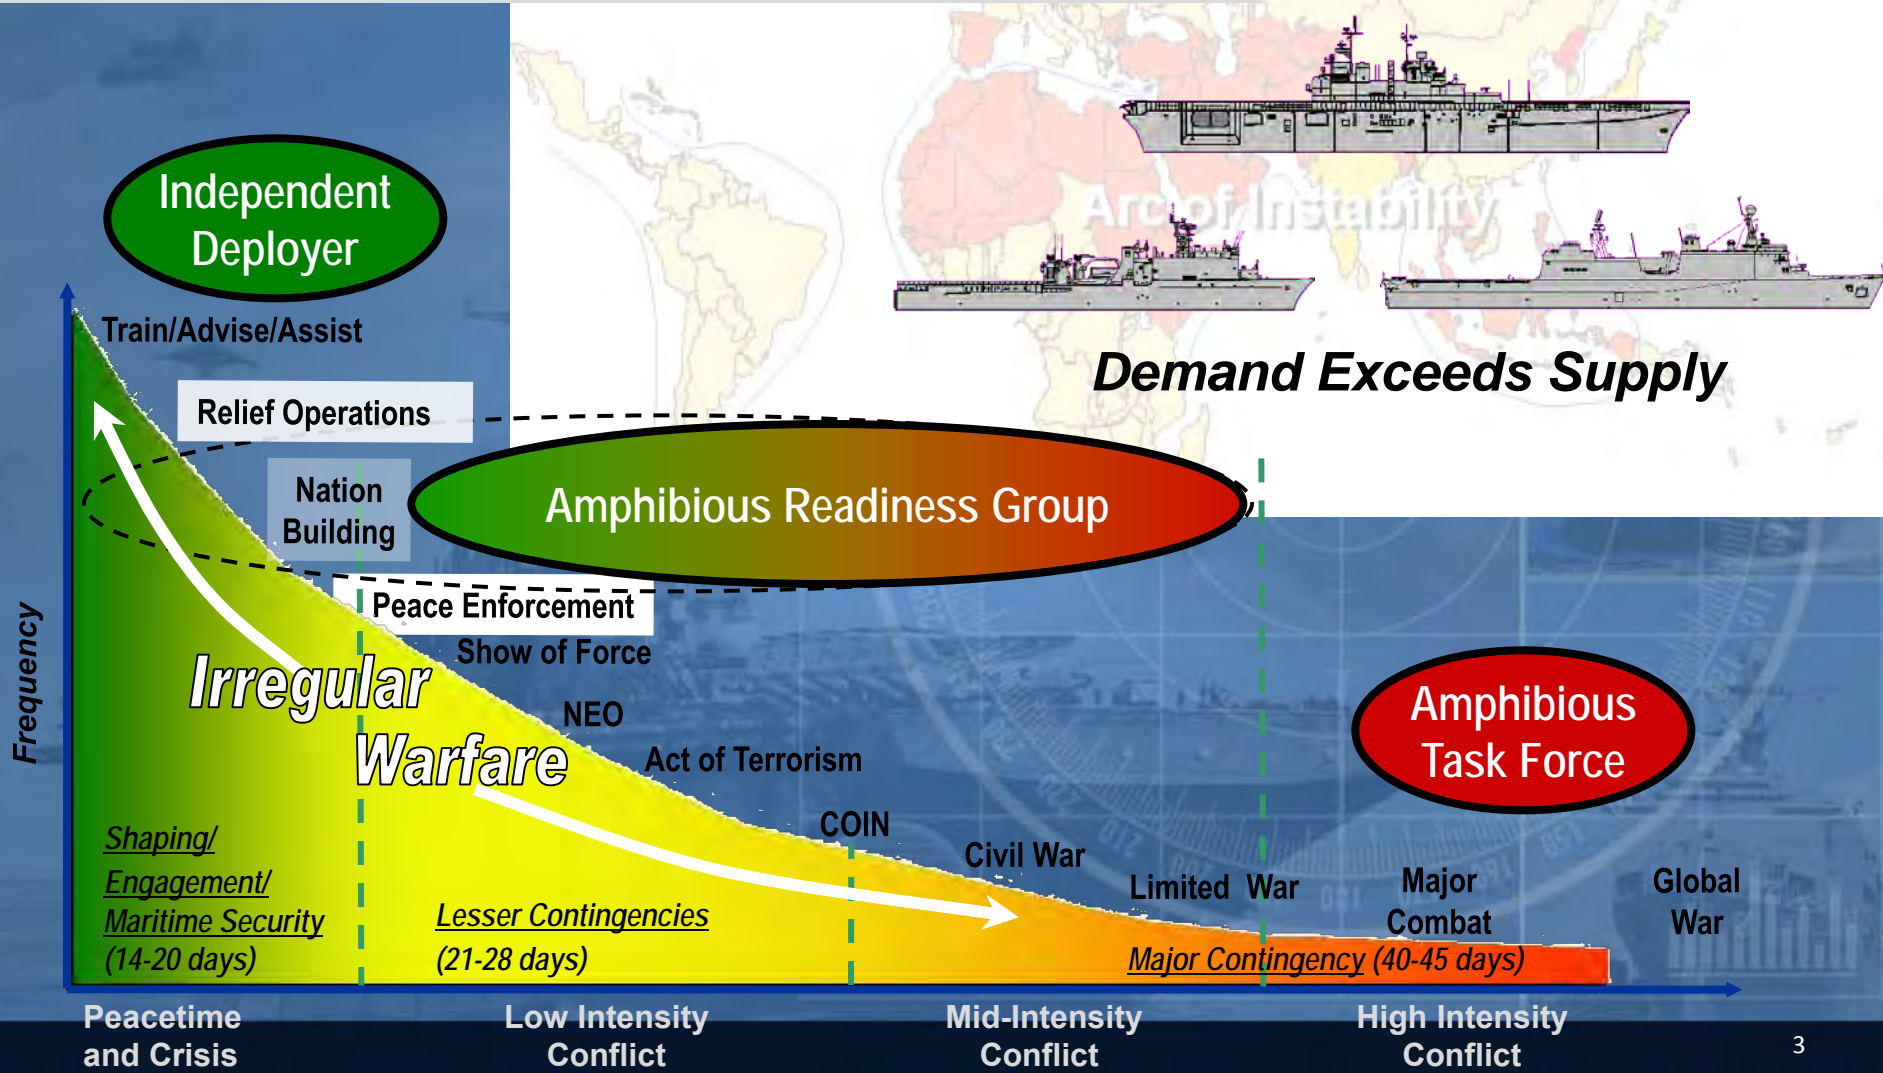 Arc of Instability
Independent
Deployer
Train/Advise/Assist
Demand Exceeds Supply
Relief Operations
Nation
Building
Amphibious Readiness Group
Peace Enforcement
Show of Force
Irregular
Warfare
NEO
Act of Terrorism
Amphibious
Task Force
Frequency
COIN
Civil War
Limited War
Major
Combat
Global
War
Shaping/
Engagement/
Maritime Security
(14-20 days)
Lesser Contingencies
(21-28 days)
Major Contingency (40-45 days)
Peacetime
and Crisis
Low Intensity
Conflict
Mid-Intensity
Conflict
High Intensity
Conflict
3